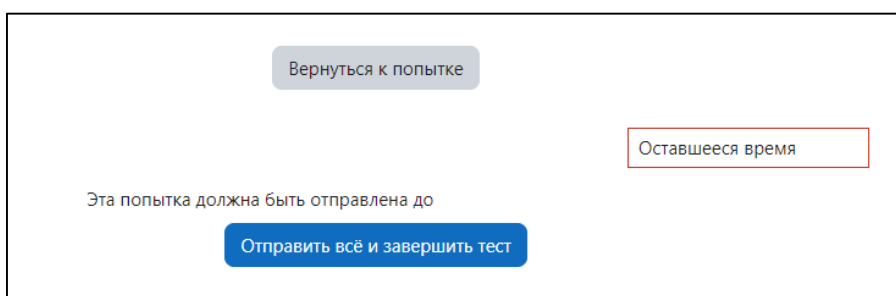 Вернуться к попытке
Оставшееся время
Эта попытка должна быть отправлена до
Отправить всё и завершить тест